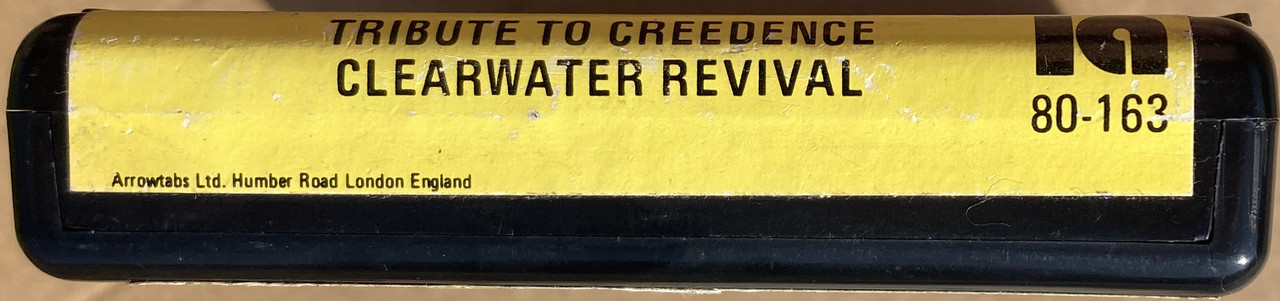 TRIBUTE TO CREEDENCE
CLEARWATER REVIVAL
80-163
Arrowtabs Ltd. Humber Road London England